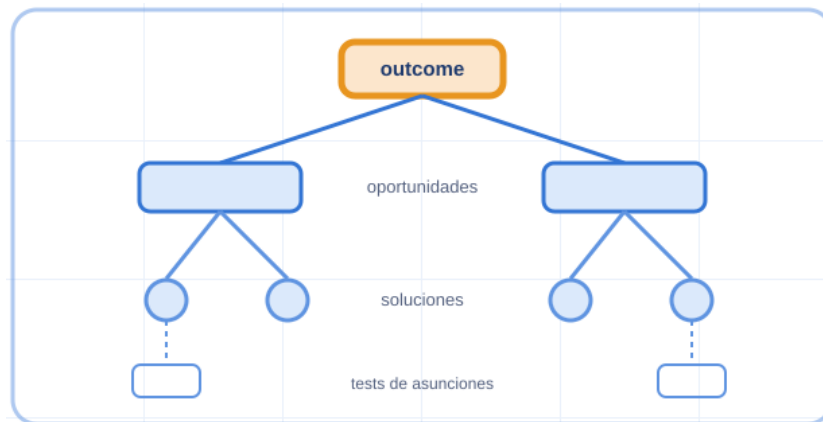 outcome
oportunidades
soluciones
tests de asunciones